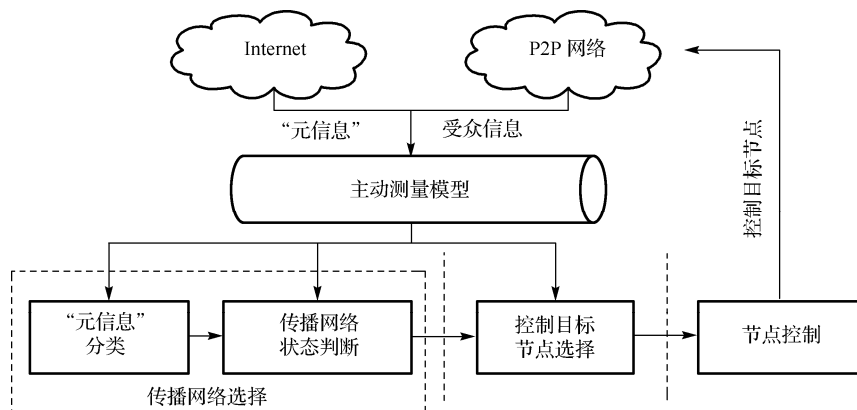 Internet
P2P 网络
“元信息”
受众信息
主动测量模型
控制目标节点
“元信息”
分类
传播网络
状态判断
控制目标
节点选择
节点控制
传播网络选择